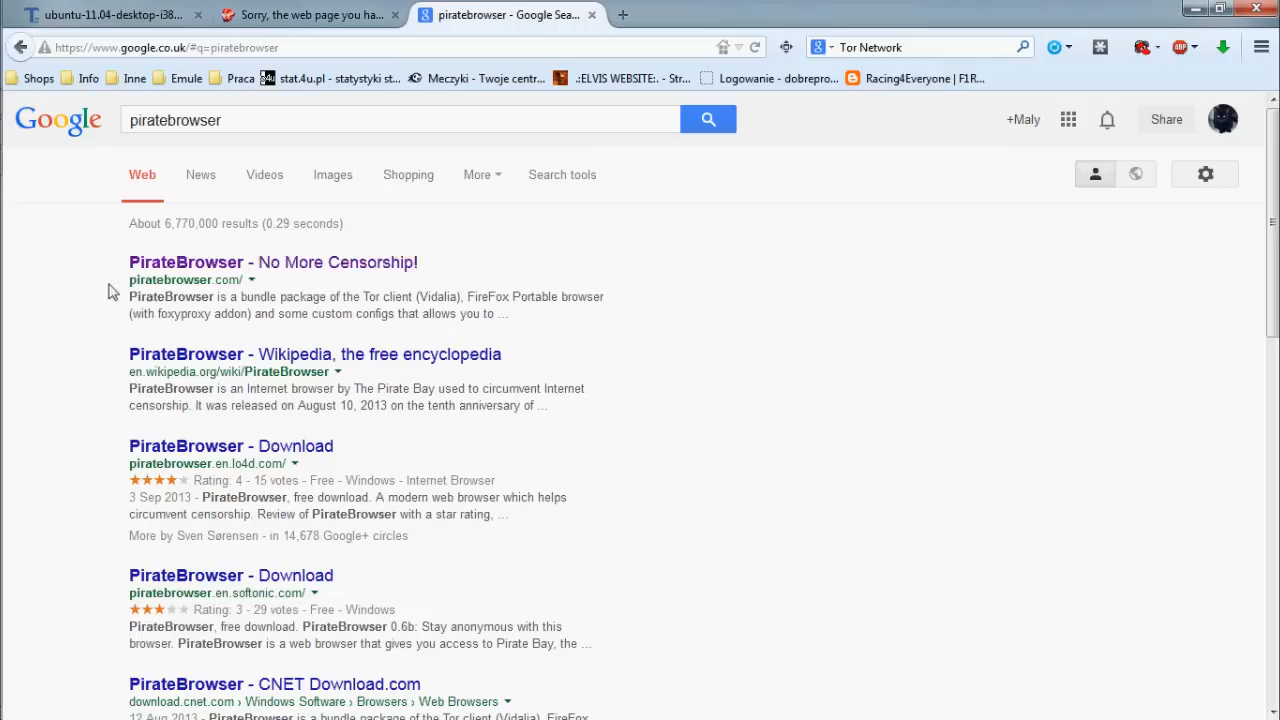 ubuntu-11.04-desktop-i38...
Sorry, the web page you ha...
piratebrowser - Google Sea...
https://www.google.co.uk/#q=piratebrowser
Tor Network
Shops
Info
Inne
Emule
Praca
stat.4u.pl - statystyki st...
Meczyki - Twoje centr...
.:ELVIS WEBSITE:. - Str...
Logowanie - dobrepro...
Racing4Everyone | F1R...
Google
piratebrowser
+Maly
Share
Web
News
Videos
Images
Shopping
More
Search tools
About 6,770,000 results (0.29 seconds)
PirateBrowser - No More Censorship!
piratebrowser.com/
PirateBrowser is a bundle package of the Tor client (Vidalia), FireFox Portable browser
(with foxyproxy addon) and some custom configs that allows you to ...
PirateBrowser - Wikipedia, the free encyclopedia
en.wikipedia.org/wiki/PirateBrowser
PirateBrowser is an Internet browser by The Pirate Bay used to circumvent Internet
censorship. It was released on August 10, 2013 on the tenth anniversary of ...
PirateBrowser - Download
piratebrowser.en.lo4d.com/
Rating: 4 - 15 votes - Free - Windows - Internet Browser
3 Sep 2013 - PirateBrowser, free download. A modern web browser which helps
circumvent censorship. Review of PirateBrowser with a star rating, ...
More by Sven Sørensen - in 14,678 Google+ circles
PirateBrowser - Download
piratebrowser.en.softonic.com/
Rating: 3 - 29 votes - Free - Windows
PirateBrowser, free download. PirateBrowser 0.6b: Stay anonymous with this
browser. PirateBrowser is a web browser that gives you access to Pirate Bay, the ...
PirateBrowser - CNET Download.com
download.cnet.com › Windows Software › Browsers › Web Browsers
12 Aug 2013 - PirateBrowser is a bundle package of the Tor client (Vidalia), FireFox